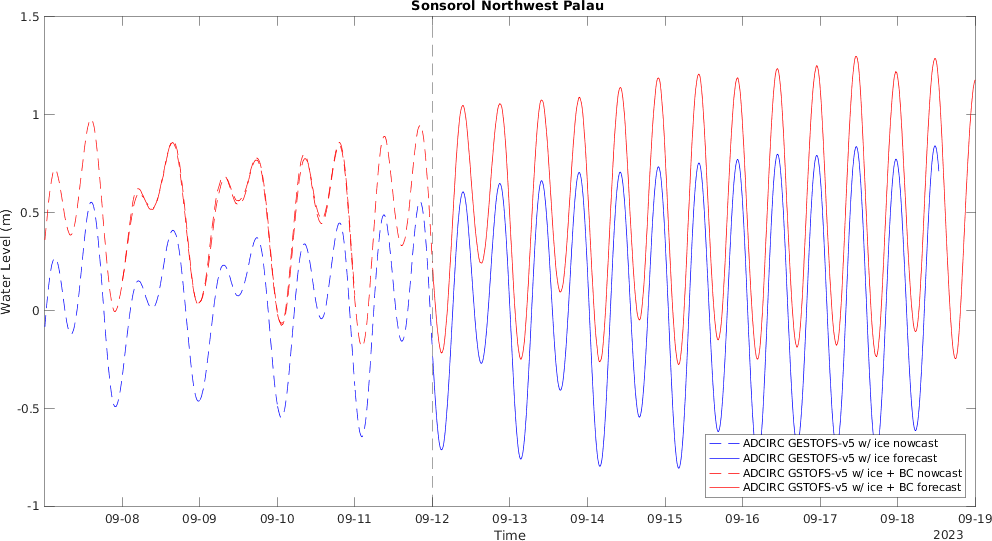 Sonsorol Northwest Palau
1.5
1
0.5
0
-0.5
-1
Water Level (m)
09-08
09-09
09-10
09-11
09-12
09-13
09-14
09-15
09-16
09-17
09-18
09-19
2023
Time
ADCIRC GESTOFS-v5 w/ ice nowcast
ADCIRC GESTOFS-v5 w/ ice forecast
ADCIRC GSTOFS-v5 w/ ice + BC nowcast
ADCIRC GSTOFS-v5 w/ ice + BC forecast